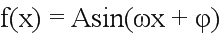 f(x) = Asin(ωx + φ)